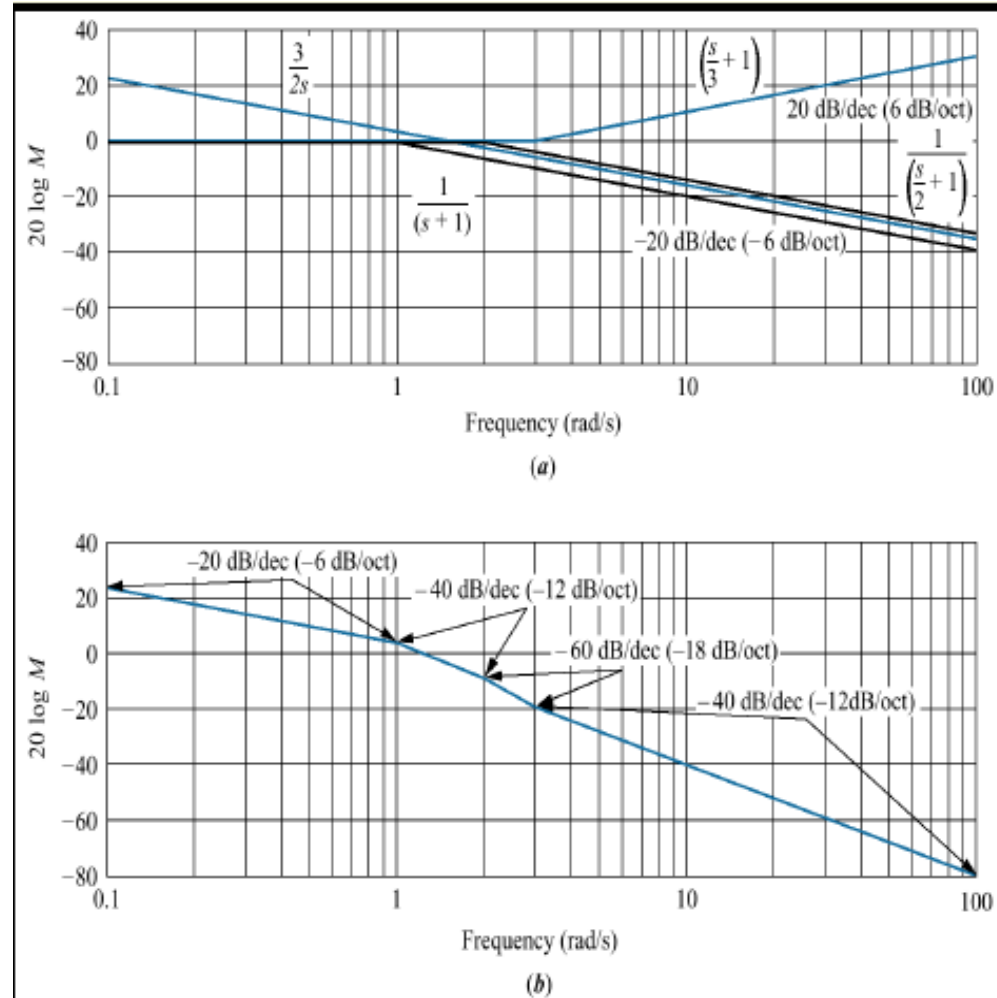 40
20
0
−20
−40
−60
−80
20 log M
3
2s
(s/3 + 1)
20 dB/dec (6 dB/oct)
1
(s/2 + 1)
1
(s + 1)
−20 dB/dec (−6 dB/oct)
0.1
1
10
100
Frequency (rad/s)
(a)
40
20
0
−20
−40
−60
−80
20 log M
−20 dB/dec (−6 dB/oct)
−40 dB/dec (−12 dB/oct)
−60 dB/dec (−18 dB/oct)
−40 dB/dec (−12dB/oct)
0.1
1
10
100
Frequency (rad/s)
(b)